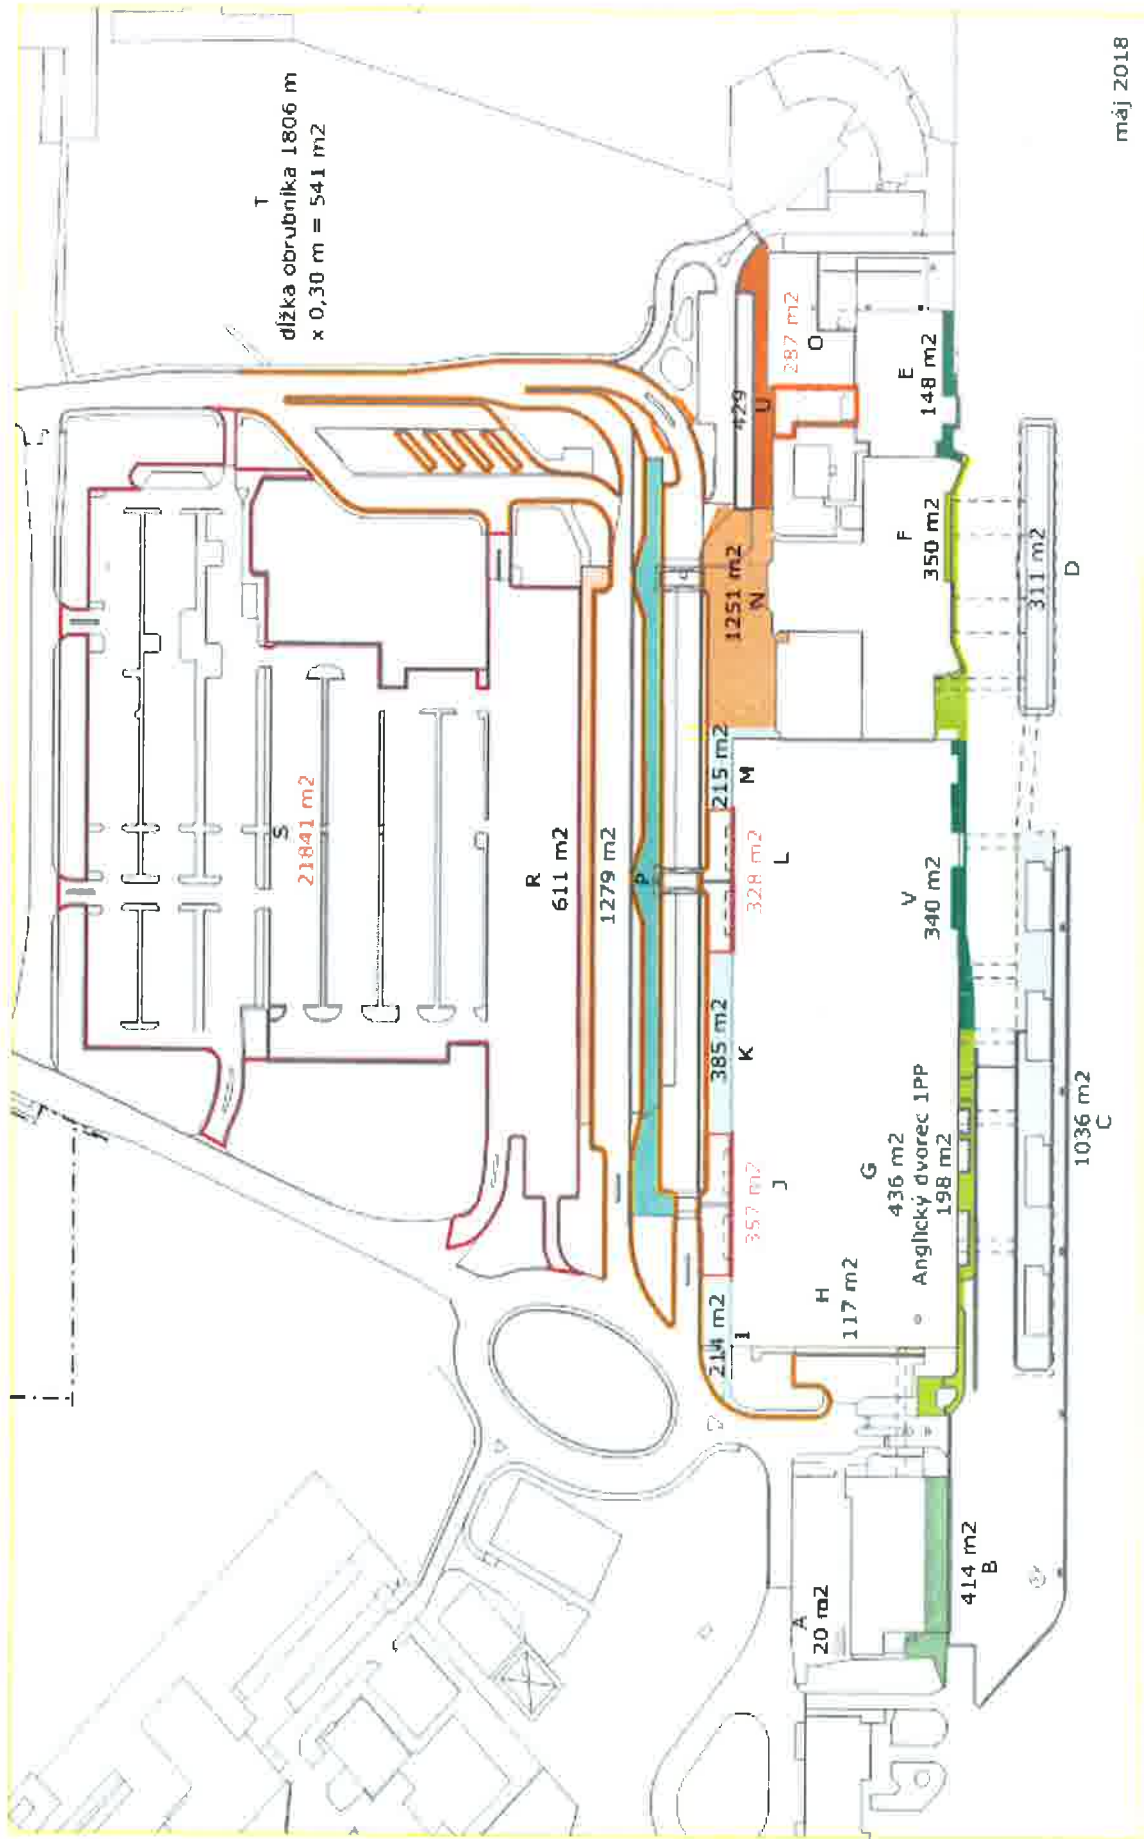 T
dĺžka obrubníka 1806 m
x 0,30 m = 541 m2
S
21841 m2
R
611 m2
1279 m2
P
214 m2
I
357 m2
J
385 m2
K
328 m2
L
215 m2
M
1251 m2
N
429
U
287 m2
O
H
117 m2
G
436 m2
Anglický dvorec 1PP
198 m2
V
340 m2
F
350 m2
E
148 m2
A
20 m2
414 m2
B
1036 m2
C
311 m2
D
máj 2018